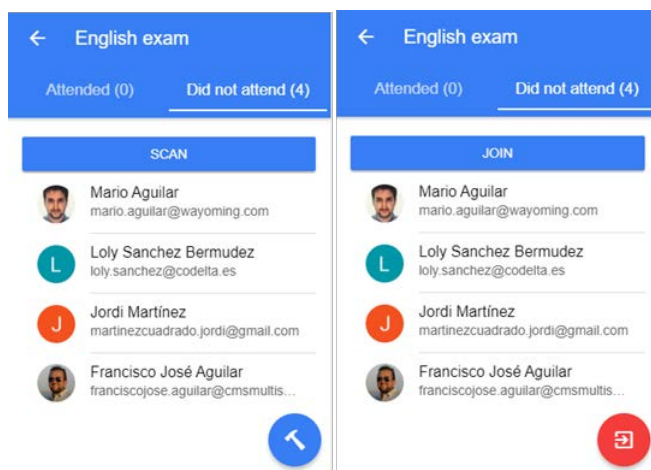 English exam
Attended (0) Did not attend (4)
SCAN
Mario Aguilar
mario.aguilar@wayoming.com
L
Loly Sanchez Bermudez
loly.sanchez@codelta.es
J
Jordi Martínez
martinezcuadrado.jordi@gmail.com
Francisco José Aguilar
franciscojose.aguilar@cmsmultis...
English exam
Attended (0) Did not attend (4)
JOIN
Mario Aguilar
mario.aguilar@wayoming.com
L
Loly Sanchez Bermudez
loly.sanchez@codelta.es
J
Jordi Martínez
martinezcuadrado.jordi@gmail.com
Francisco José Aguilar
franciscojose.aguilar@cmsmultis...